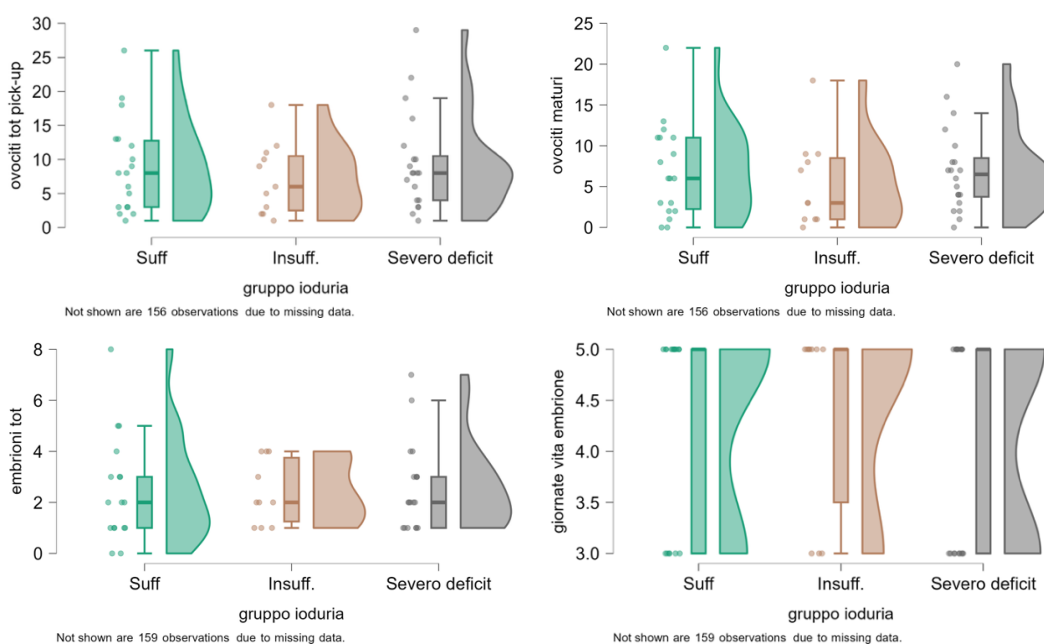 ovociti tot pick-up
30
25
20
15
10
5
0
Suff
Insuff.
Severo deficit
gruppo ioduria
Not shown are 156 observations due to missing data.
ovociti maturi
25
20
15
10
5
0
Suff
Insuff.
Severo deficit
gruppo ioduria
Not shown are 156 observations due to missing data.
embrioni tot
8
6
4
2
0
Suff
Insuff.
Severo deficit
gruppo ioduria
Not shown are 159 observations due to missing data.
giornate vita embrione
5.0
4.5
4.0
3.5
3.0
Suff
Insuff.
Severo deficit
gruppo ioduria
Not shown are 159 observations due to missing data.